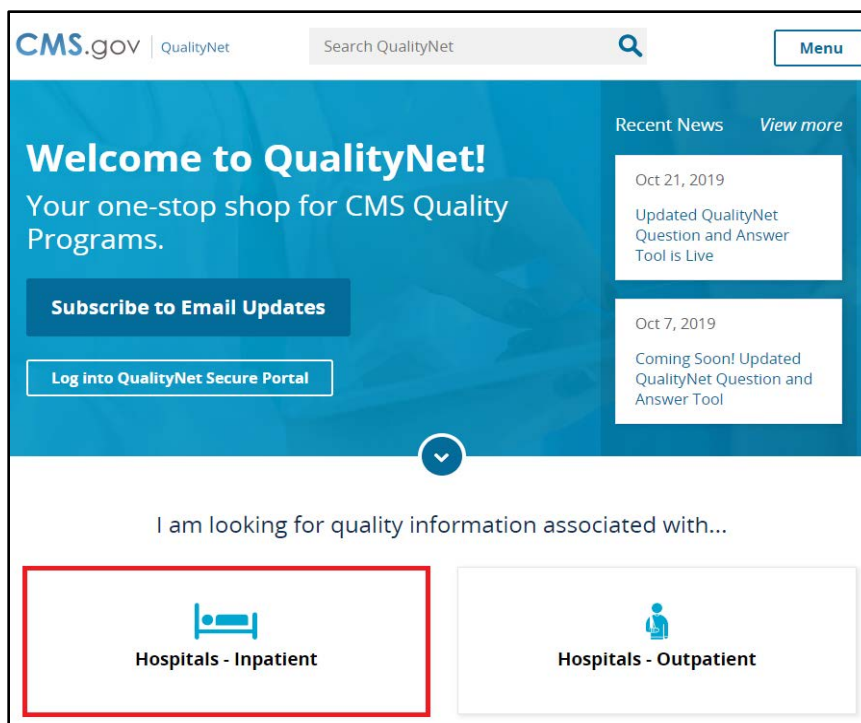 CMS.gov QualityNet Search QualityNet Menu
Welcome to QualityNet!
Your one-stop shop for CMS Quality
Programs.
Subscribe to Email Updates
Log into QualityNet Secure Portal
Recent News View more
Oct 21, 2019
Updated QualityNet
Question and Answer
Tool is Live
Oct 7, 2019
Coming Soon! Updated
QualityNet Question and
Answer Tool
I am looking for quality information associated with...
Hospitals - Inpatient
Hospitals - Outpatient